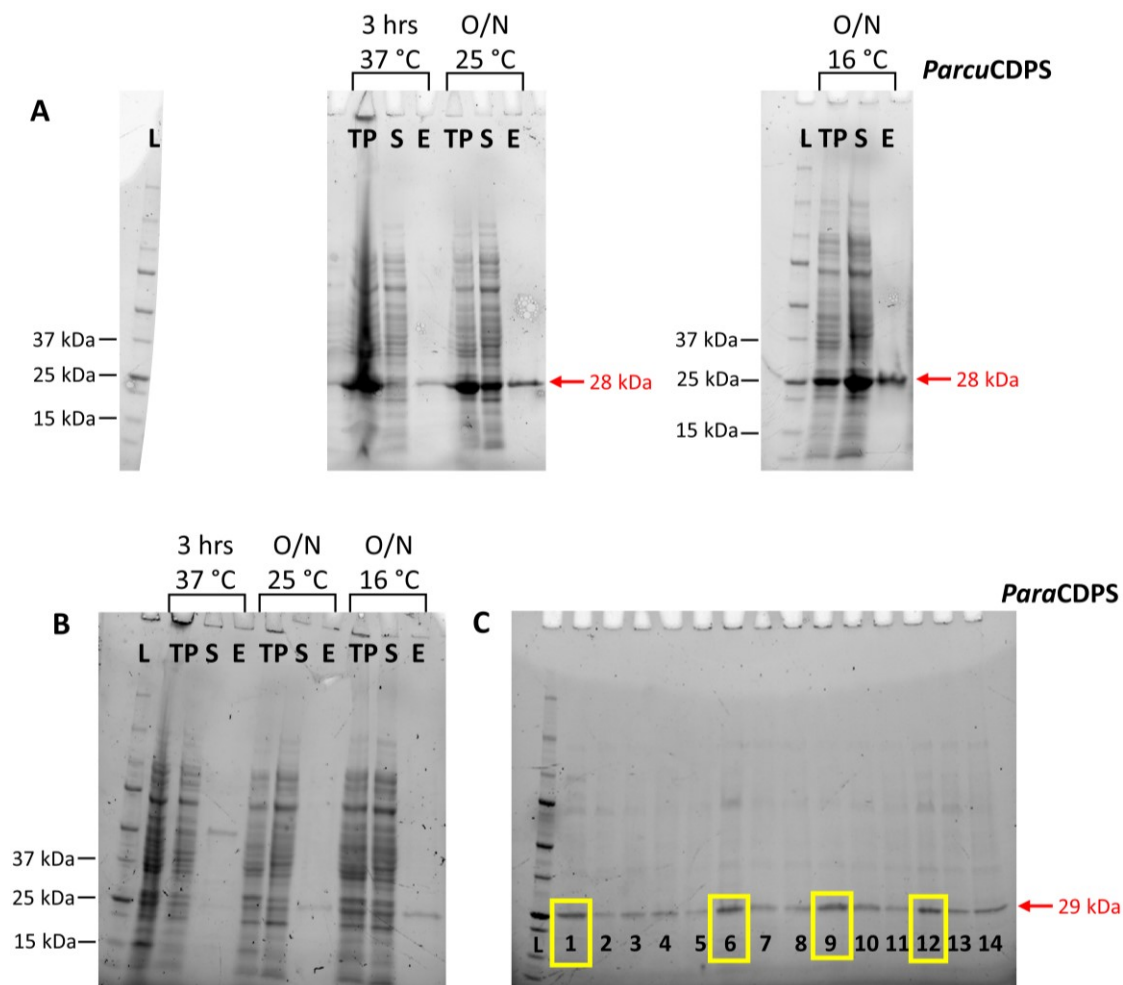 3 hrs
37 °C
O/N
25 °C
O/N
16 °C
ParcuCDPS
A
L
TP S E TP S E
L TP S E
37 kDa
25 kDa
15 kDa
28 kDa
37 kDa
25 kDa
15 kDa
28 kDa
3 hrs
37 °C
O/N
25 °C
O/N
16 °C
ParaCDPS
B
L TP S E TP S E TP S E
37 kDa
25 kDa
15 kDa
C
29 kDa
L 1 2 3 4 5 6 7 8 9 10 11 12 13 14